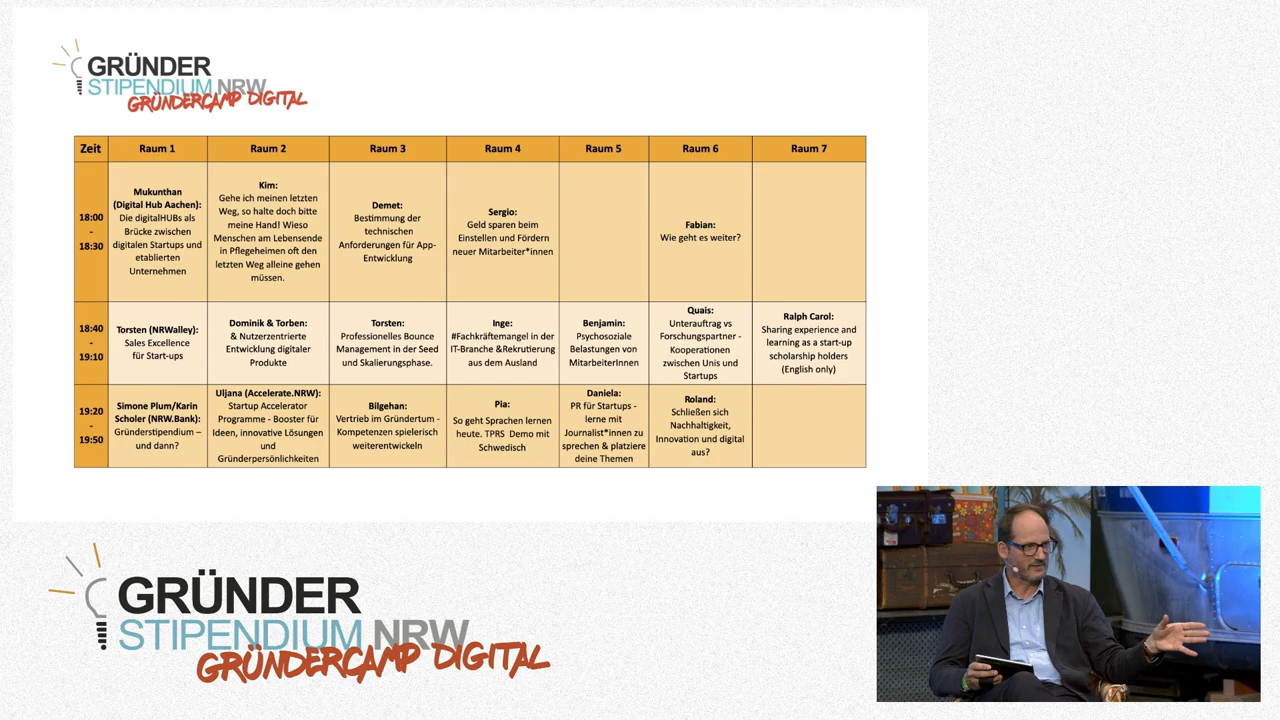 GRÜNDER
STIPENDIUM NRW
GRÜNDERCAMP DIGITAL
Zeit
Raum 1
Raum 2
Raum 3
Raum 4
Raum 5
Raum 6
Raum 7
18:00
-
18:30
Mukunthan
(Digital Hub Aachen):
Die digitalHUBs als
Brücke zwischen
digitalen Startups und
etablierten
Unternehmen
Kim:
Gehe ich meinen letzten
Weg, so halte doch bitte
meine Hand! Wieso
Menschen am Lebensende
in Pflegeheimen oft den
letzten Weg alleine gehen
müssen.
Demet:
Bestimmung der
technischen
Anforderungen für App-
Entwicklung
Sergio:
Geld sparen beim
Einstellen und Fördern
neuer Mitarbeiter*innen
Fabian:
Wie geht es weiter?
18:40
-
19:10
Torsten (NRWalley):
Sales Excellence
für Start-ups
Dominik & Torben:
& Nutzerzentrierte
Entwicklung digitaler
Produkte
Torsten:
Professionelles Bounce
Management in der Seed
und Skalierungsphase.
Inge:
#Fachkräftemangel in der
IT-Branche &Rekrutierung
aus dem Ausland
Benjamin:
Psychosoziale
Belastungen von
MitarbeiterInnen
Quais:
Unterauftrag vs
Forschungspartner -
Kooperationen
zwischen Unis und
Startups
Ralph Carol:
Sharing experience and
learning as a start-up
scholarship holders
(English only)
19:20
-
19:50
Simone Plum/Karin
Scholer (NRW.Bank):
Gründerstipendium –
und dann?
Uljana (Accelerate.NRW):
Startup Accelerator
Programme - Booster für
Ideen, innovative Lösungen
und
Gründerpersönlichkeiten
Bilgehan:
Vertrieb im Gründertum -
Kompetenzen spielerisch
weiterentwickeln
Pia:
So geht Sprachen lernen
heute. TPRS Demo mit
Schwedisch
Daniela:
PR für Startups -
lerne mit
Journalist*innen zu
sprechen & platziere
deine Themen
Roland:
Schließen sich
Nachhaltigkeit,
Innovation und digital
aus?
GRÜNDER
STIPENDIUM NRW
GRÜNDERCAMP DIGITAL